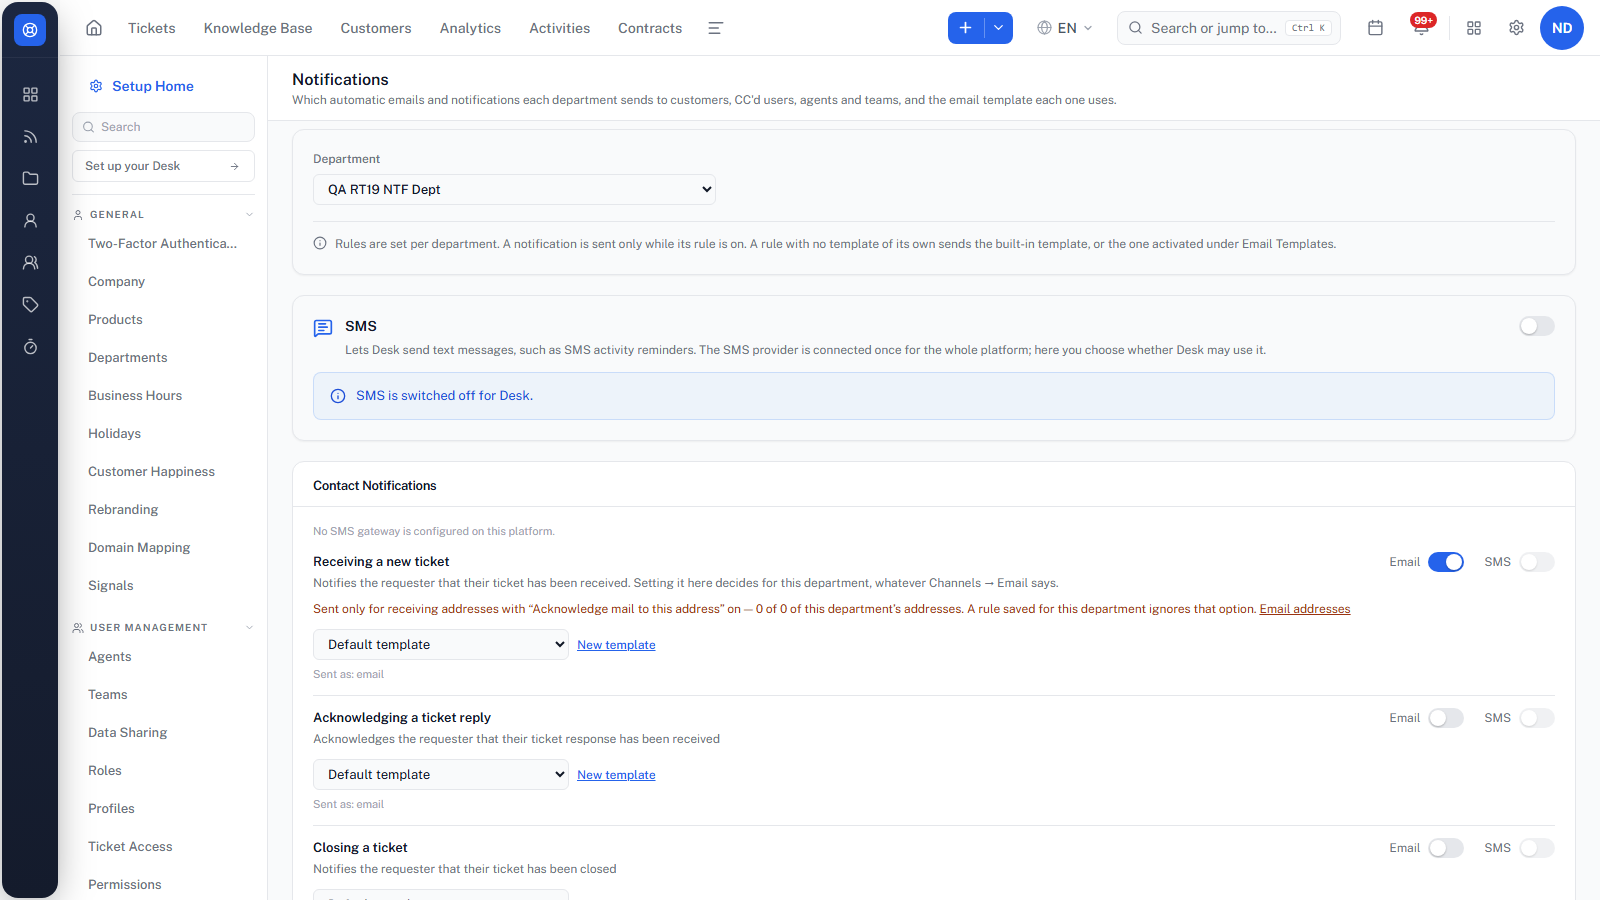 Tickets
Knowledge Base
Customers
Analytics
Activities
Contracts
EN
Search or jump to...
Ctrl K
99+
ND
Setup Home
Search
Set up your Desk
GENERAL
Two-Factor Authentica...
Company
Products
Departments
Business Hours
Holidays
Customer Happiness
Rebranding
Domain Mapping
Signals
USER MANAGEMENT
Agents
Teams
Data Sharing
Roles
Profiles
Ticket Access
Permissions
Notifications
Which automatic emails and notifications each department sends to customers, CC'd users, agents and teams, and the email template each one uses.
Department
QA RT19 NTF Dept
Rules are set per department. A notification is sent only while its rule is on. A rule with no template of its own sends the built-in template, or the one activated under Email Templates.
SMS
Lets Desk send text messages, such as SMS activity reminders. The SMS provider is connected once for the whole platform; here you choose whether Desk may use it.
SMS is switched off for Desk.
Contact Notifications
No SMS gateway is configured on this platform.
Receiving a new ticket
Email
SMS
Notifies the requester that their ticket has been received. Setting it here decides for this department, whatever Channels → Email says.
Sent only for receiving addresses with “Acknowledge mail to this address” on — 0 of 0 of this department's addresses. A rule saved for this department ignores that option. Email addresses
Default template
New template
Sent as: email
Acknowledging a ticket reply
Email
SMS
Acknowledges the requester that their ticket response has been received
Default template
New template
Sent as: email
Closing a ticket
Email
SMS
Notifies the requester that their ticket has been closed